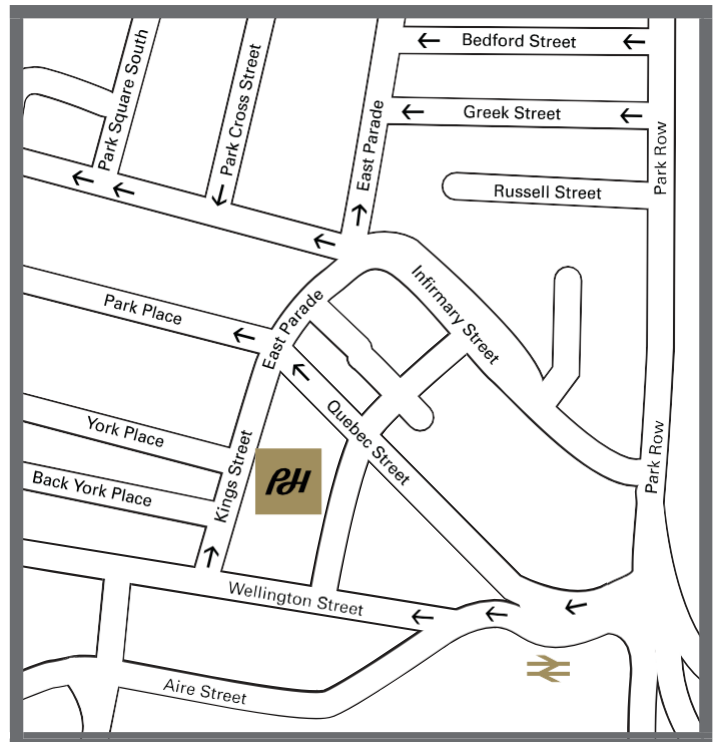 Bedford Street
Park Square South
Park Cross Street
East Parade
Greek Street
Park Row
Russell Street
Infirmary Street
Park Place
East Parade
York Place
Quebec Street
Kings Street
PH
Park Row
Back York Place
Wellington Street
Aire Street